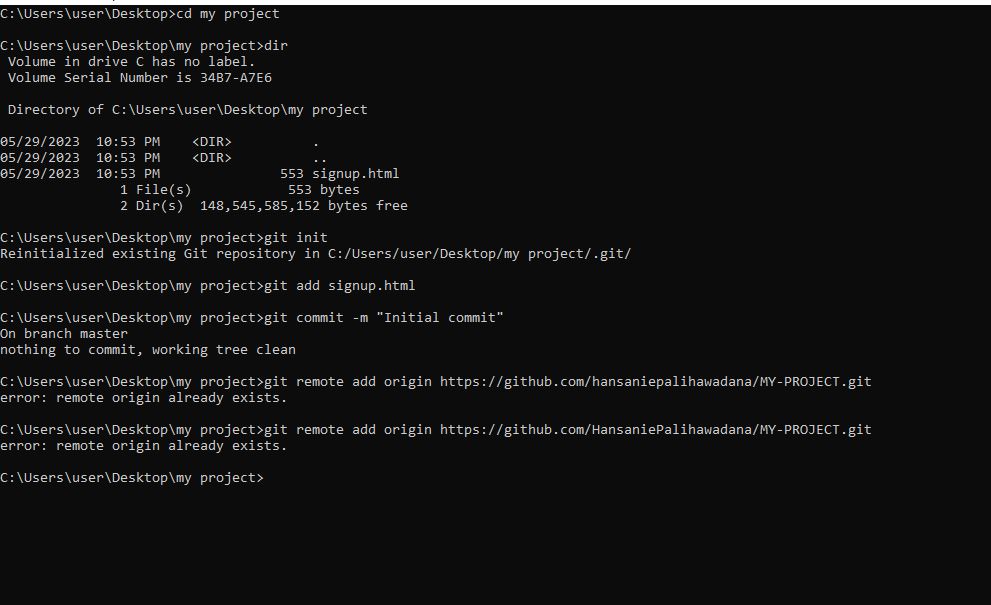 C:\Users\user\Desktop>cd my project
C:\Users\user\Desktop\my project>dir
Volume in drive C has no label.
Volume Serial Number is 34B7-A7E6
Directory of C:\Users\user\Desktop\my project
05/29/2023  10:53 PM    <DIR>          .
05/29/2023  10:53 PM    <DIR>          ..
05/29/2023  10:53 PM               553 signup.html
1 File(s)            553 bytes
2 Dir(s)  148,545,585,152 bytes free
C:\Users\user\Desktop\my project>git init
Reinitialized existing Git repository in C:/Users/user/Desktop/my project/.git/
C:\Users\user\Desktop\my project>git add signup.html
C:\Users\user\Desktop\my project>git commit -m "Initial commit"
On branch master
nothing to commit, working tree clean
C:\Users\user\Desktop\my project>git remote add origin https://github.com/hansaniepalihawadana/MY-PROJECT.git
error: remote origin already exists.
C:\Users\user\Desktop\my project>git remote add origin https://github.com/HansaniePalihawadana/MY-PROJECT.git
error: remote origin already exists.
C:\Users\user\Desktop\my project>